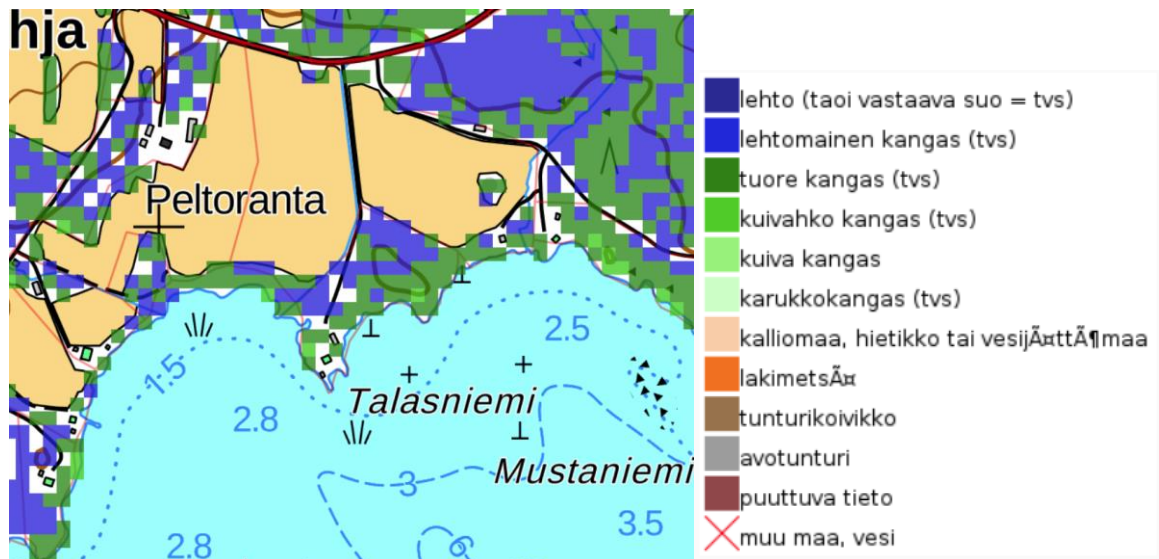 hja
Peltoranta
2.5
1.5
Talasniemi
2.8
Mustaniemi
3
3.5
2.8
6
lehto (taoi vastaava suo = tvs)
lehtomainen kangas (tvs)
tuore kangas (tvs)
kuivahko kangas (tvs)
kuiva kangas
karukkokangas (tvs)
kalliomaa, hietikko tai vesijÃ¤ttÃ¶maa
lakimetsÃ¤
tunturikoivikko
avotunturi
puuttuva tieto
muu maa, vesi